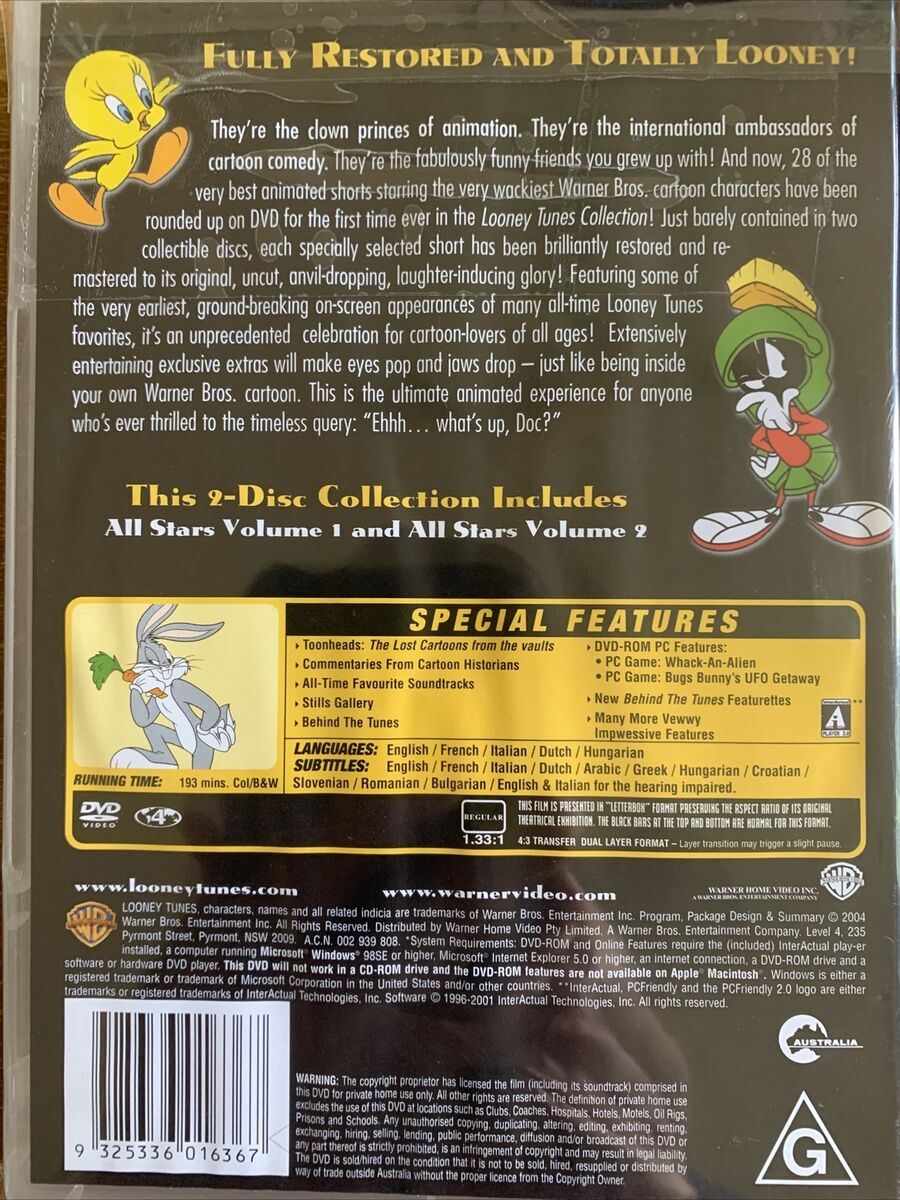 FULLY RESTORED AND TOTALLY LOONEY!
They're the clown princes of animation. They're the international ambassadors of
cartoon comedy. They're the fabulously funny friends you grew up with! And now, 28 of the
very best animated shorts starring the very wackiest Warner Bros. cartoon characters have been
rounded up on DVD for the first time ever in the Looney Tunes Collection! Just barely contained in two
collectible discs, each specially selected short has been brilliantly restored and re-
mastered to its original, uncut, anvil-dropping, laughter-inducing glory! Featuring some of
the very earliest, ground-breaking on-screen appearances of many all-time Looney Tunes
favorites, it's an unprecedented celebration for cartoon-lovers of all ages! Extensively
entertaining exclusive extras will make eyes pop and jaws drop – just like being inside
your own Warner Bros. cartoon. This is the ultimate animated experience for anyone
who's ever thrilled to the timeless query: "Ehhh... what's up, Doc?"
This 2-Disc Collection Includes
All Stars Volume 1 and All Stars Volume 2
SPECIAL FEATURES
Toonheads: The Lost Cartoons from the vaults
Commentaries From Cartoon Historians
All-Time Favourite Soundtracks
Stills Gallery
Behind The Tunes
DVD-ROM PC Features:
• PC Game: Whack-An-Alien
• PC Game: Bugs Bunny's UFO Getaway
New Behind The Tunes Featurettes
Many More Vewwy
Impwessive Features
InterActual
A
PLAYER 2.0
**
LANGUAGES: English / French / Italian / Dutch / Hungarian
SUBTITLES: English / French / Italian / Dutch / Arabic / Greek / Hungarian / Croatian /
Slovenian / Romanian / Bulgarian / English & Italian for the hearing impaired.
RUNNING TIME: 193 mins. Col/B&W
DVD
VIDEO
4
REGULAR
1.33:1
THIS FILM IS PRESENTED IN "LETTERBOX" FORMAT PRESERVING THE ASPECT RATIO OF ITS ORIGINAL
THEATRICAL EXHIBITION. THE BLACK BARS AT THE TOP AND BOTTOM ARE NORMAL FOR THIS FORMAT.
4:3 TRANSFER DUAL LAYER FORMAT – Layer transition may trigger a slight pause.
www.looneytunes.com
www.warnervideo.com
WARNER HOME VIDEO INC.
A WARNER BROS. ENTERTAINMENT COMPANY
LOONEY TUNES, characters, names and all related indicia are trademarks of Warner Bros. Entertainment Inc. Program, Package Design & Summary © 2004
Warner Bros. Entertainment Inc. All Rights Reserved. Distributed by Warner Home Video Pty Limited. A Warner Bros. Entertainment Company. Level 4, 235
Pyrmont Street, Pyrmont, NSW 2009. A.C.N. 002 939 808. *System Requirements: DVD-ROM and Online Features require the (included) InterActual play-er
installed, a computer running Microsoft® Windows® 98SE or higher, Microsoft® Internet Explorer 5.0 or higher, an internet connection, a DVD-ROM drive and a
software or hardware DVD player. This DVD will not work in a CD-ROM drive and the DVD-ROM features are not available on Apple® Macintosh®. Windows is either a
registered trademark or trademark of Microsoft Corporation in the United States and/or other countries. **InterActual, PCFriendly and the PCFriendly 2.0 logo are either
trademarks or registered trademarks of InterActual Technologies, Inc. Software © 1996-2001 InterActual Technologies, Inc. All rights reserved.
AUSTRALIA
9 325336 016367
WARNING: The copyright proprietor has licensed the film (including its soundtrack) comprised in
this DVD for private home use only. All other rights are reserved. The definition of private home use
excludes the use of this DVD at locations such as Clubs, Coaches, Hospitals, Hotels, Motels, Oil Rigs,
Prisons and Schools. Any unauthorised copying, duplicating, altering, editing, exhibiting, renting,
exchanging, hiring, selling, lending, public performance, diffusion and/or broadcast of this DVD or
any part thereof is strictly prohibited, is an infringement of copyright and may result in legal liability.
The DVD is sold/hired on the condition that it is not to be sold, hired, resupplied or distributed by
way of trade outside Australia without the proper licence from the Copyright Owner.
G